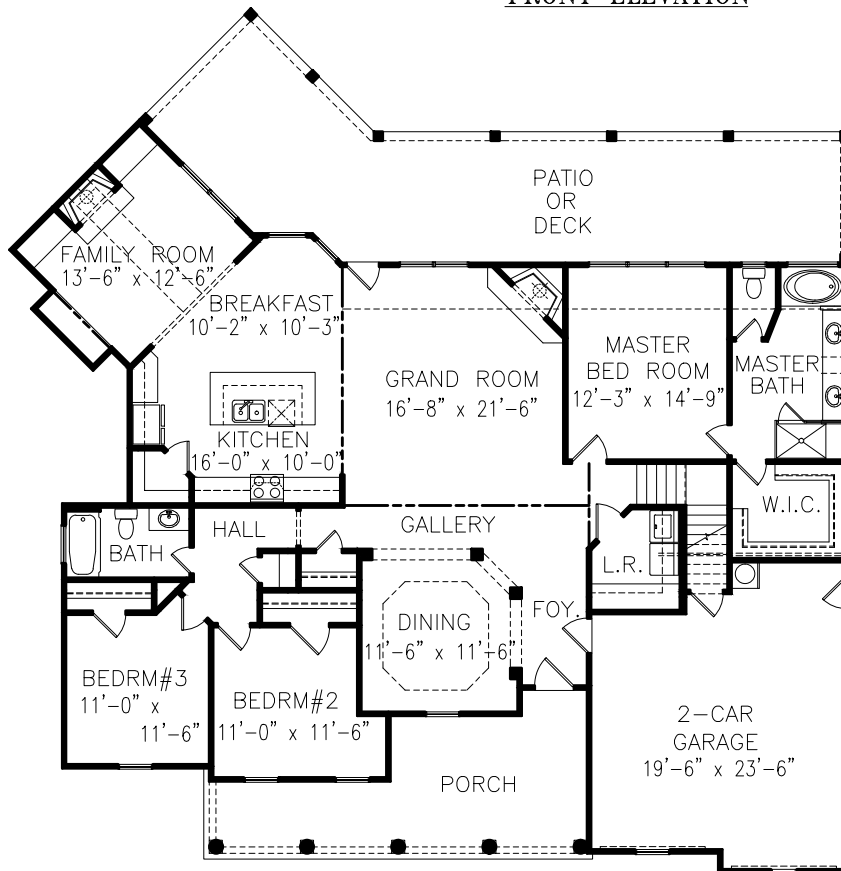 FRONT ELEVATION
PATIO
OR
DECK
FAMILY ROOM
13'-6" x 12'-6"
BREAKFAST
10'-2" x 10'-3"
GRAND ROOM
16'-8" x 21'-6"
MASTER
BED ROOM
12'-3" x 14'-9"
MASTER
BATH
KITCHEN
16'-0" x 10'-0"
W.I.C.
HALL
GALLERY
BATH
L.R.
DINING
11'-6" x 11'-6"
FOY.
BEDRM#3
11'-0" x
11'-6"
BEDRM#2
11'-0" x 11'-6"
2-CAR
GARAGE
19'-6" x 23'-6"
PORCH